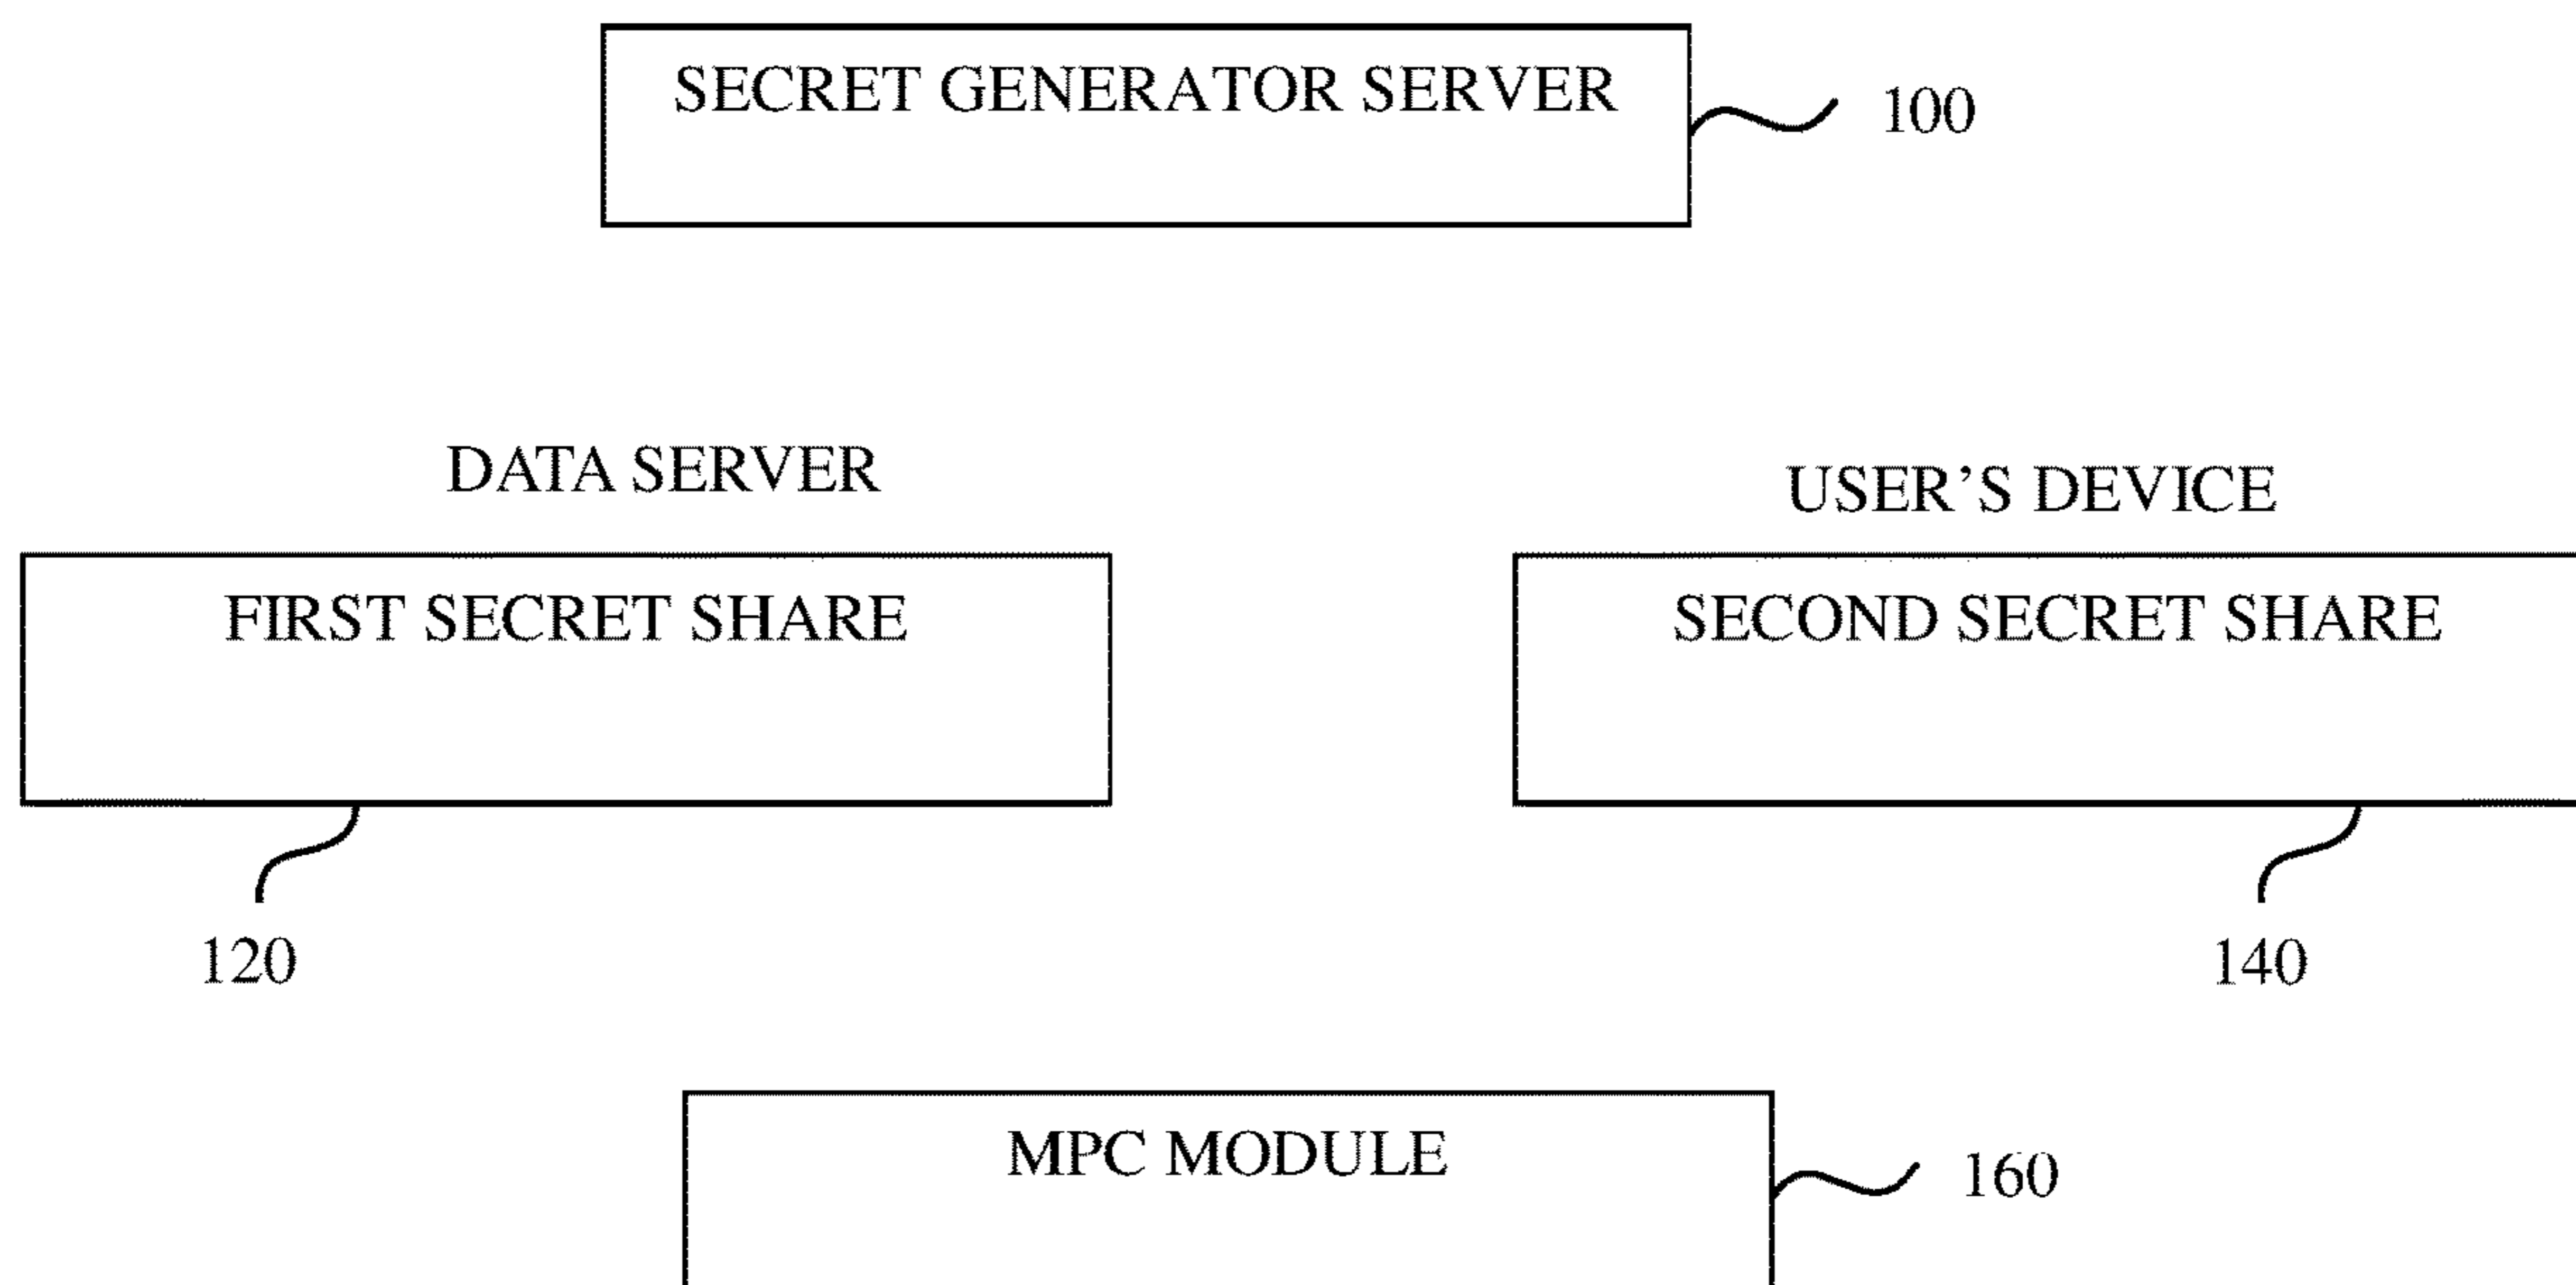 SECRET GENERATOR SERVER
100
DATA SERVER
USER’S DEVICE
FIRST SECRET SHARE
SECOND SECRET SHARE
120
140
MPC MODULE
160